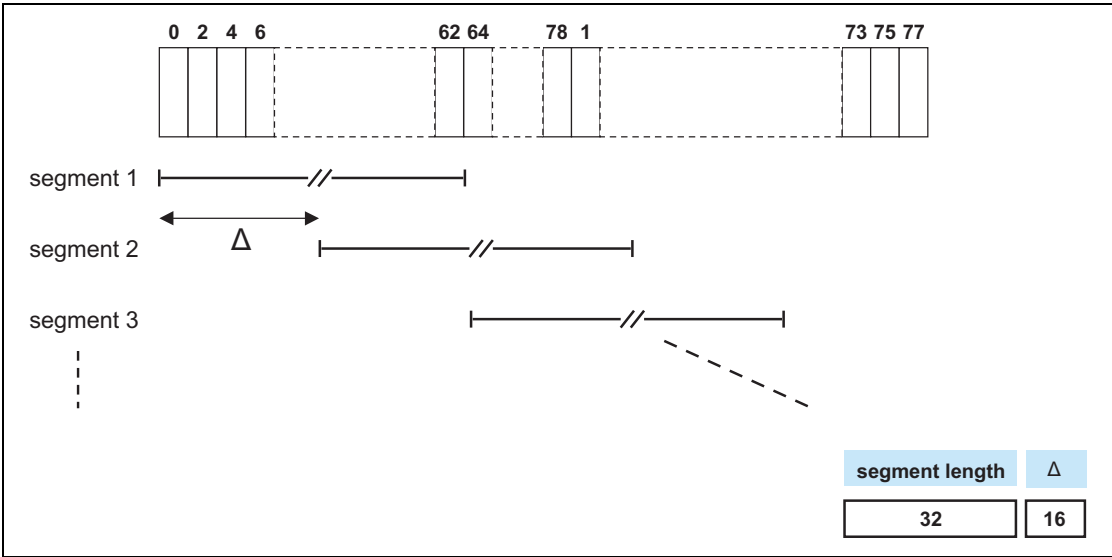 0 2 4 6 62 64 78 1 73 75 77
segment 1
Δ
segment 2
segment 3
segment length Δ
32 16